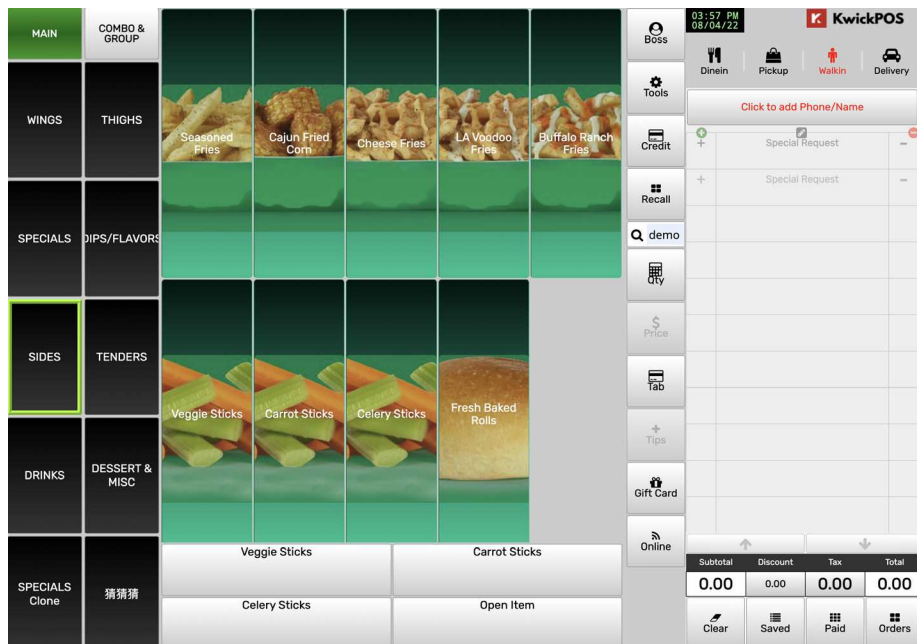 MAIN
COMBO &
GROUP
WINGS
THIGHS
SPECIALS
DIPS/FLAVORS
SIDES
TENDERS
DRINKS
DESSERT &
MISC
SPECIALS
Clone
猜猜猜
Seasoned
Fries
Cajun Fried
Corn
Cheese Fries
LA Voodoo
Fries
Buffalo Ranch
Fries
Veggie Sticks
Carrot Sticks
Celery Sticks
Fresh Baked
Rolls
Veggie Sticks
Carrot Sticks
Celery Sticks
Open Item
Boss
Tools
Credit
Recall
demo
Qty
$
Price
Tab
+
Tips
Gift Card
Online
03:57 PM
08/04/22
K KwickPOS
Dinein
Pickup
Walkin
Delivery
Click to add Phone/Name
+ Special Request -
+ Special Request -
Subtotal Discount Tax Total
0.00 0.00 0.00 0.00
Clear
Saved
Paid
Orders